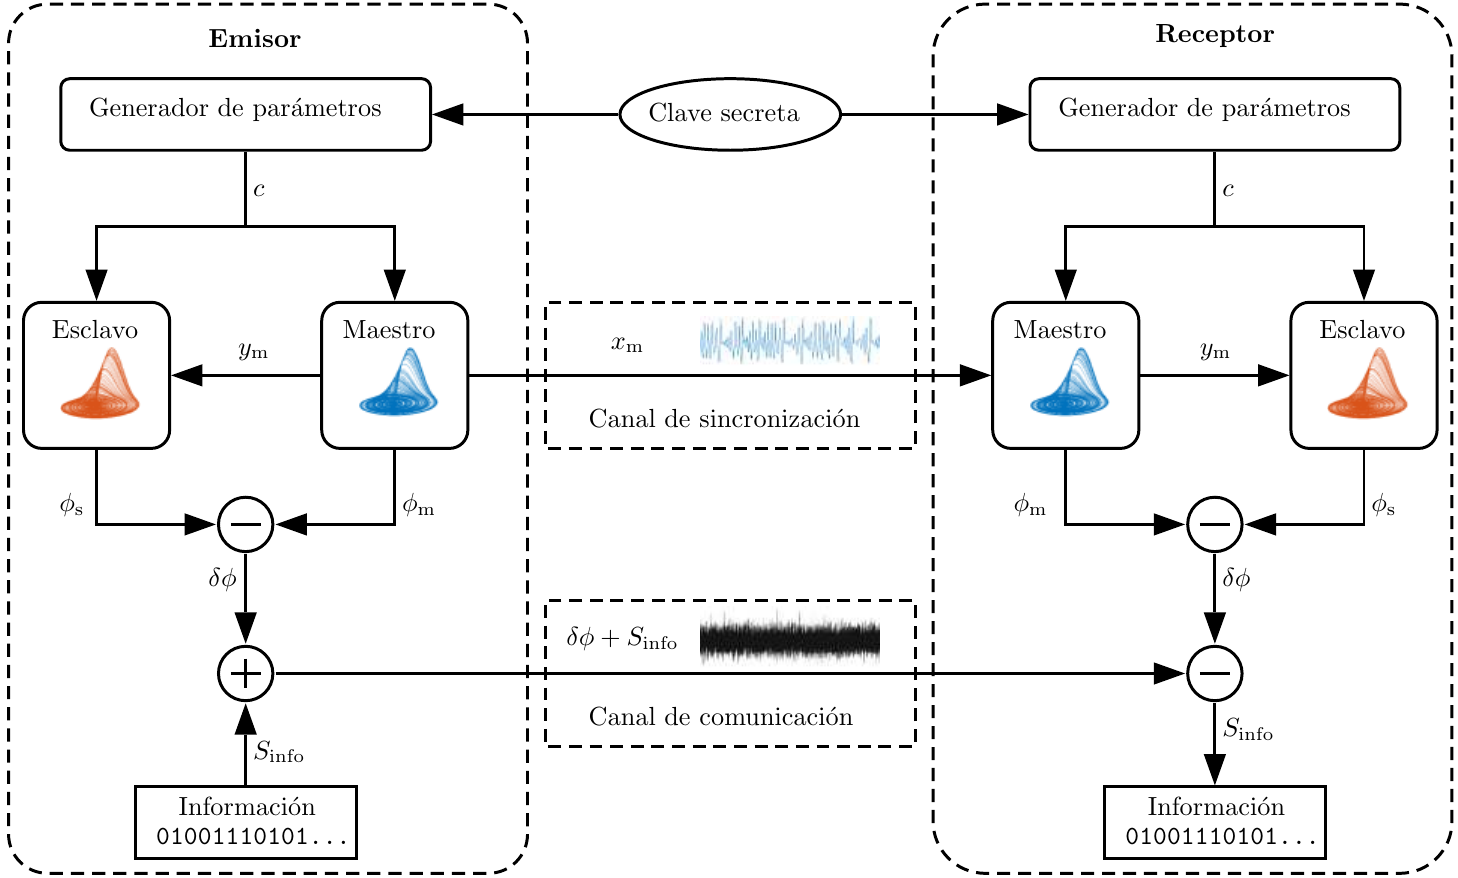 Emisor
Receptor
Generador de parámetros
Clave secreta
Generador de parámetros
c
c
Esclavo
Maestro
Maestro
Esclavo
y_m
x_m
y_m
Canal de sincronización
ϕ_s
ϕ_m
ϕ_m
ϕ_s
δϕ
δϕ
δϕ + S_info
Canal de comunicación
S_info
S_info
Información
01001110101...
Información
01001110101...